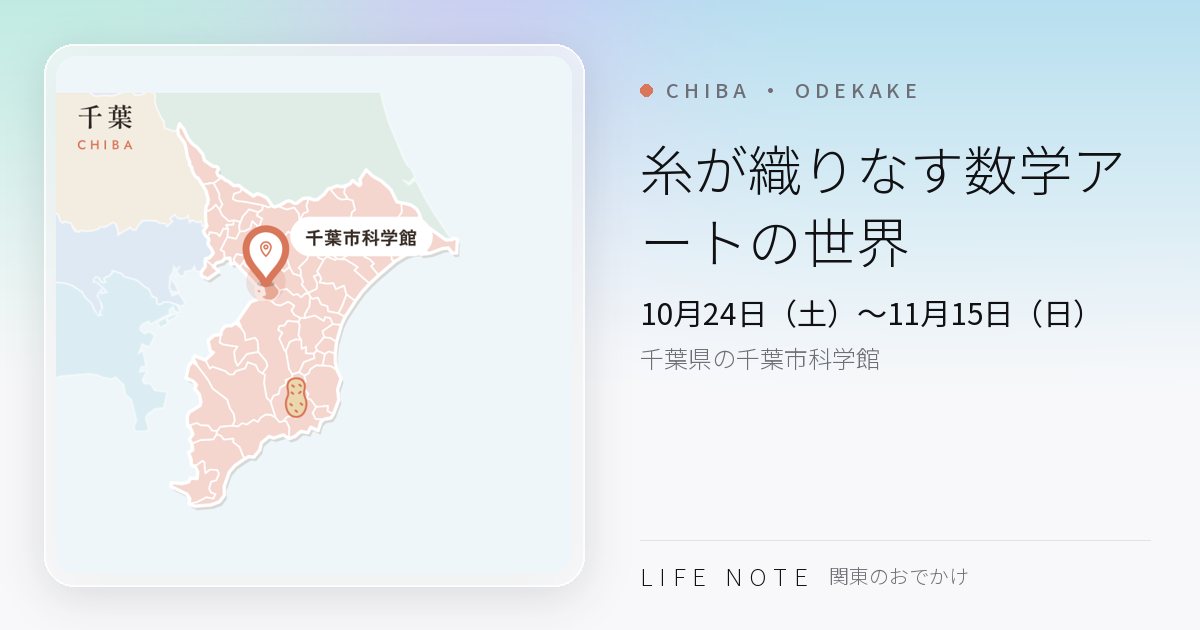 千葉
CHIBA
千葉市科学館
CHIBA • ODEKAKE
糸が織りなす数学ア
ートの世界
10月24日（土）〜11月15日（日）
千葉県の千葉市科学館
LIFE NOTE 関東のおでかけ